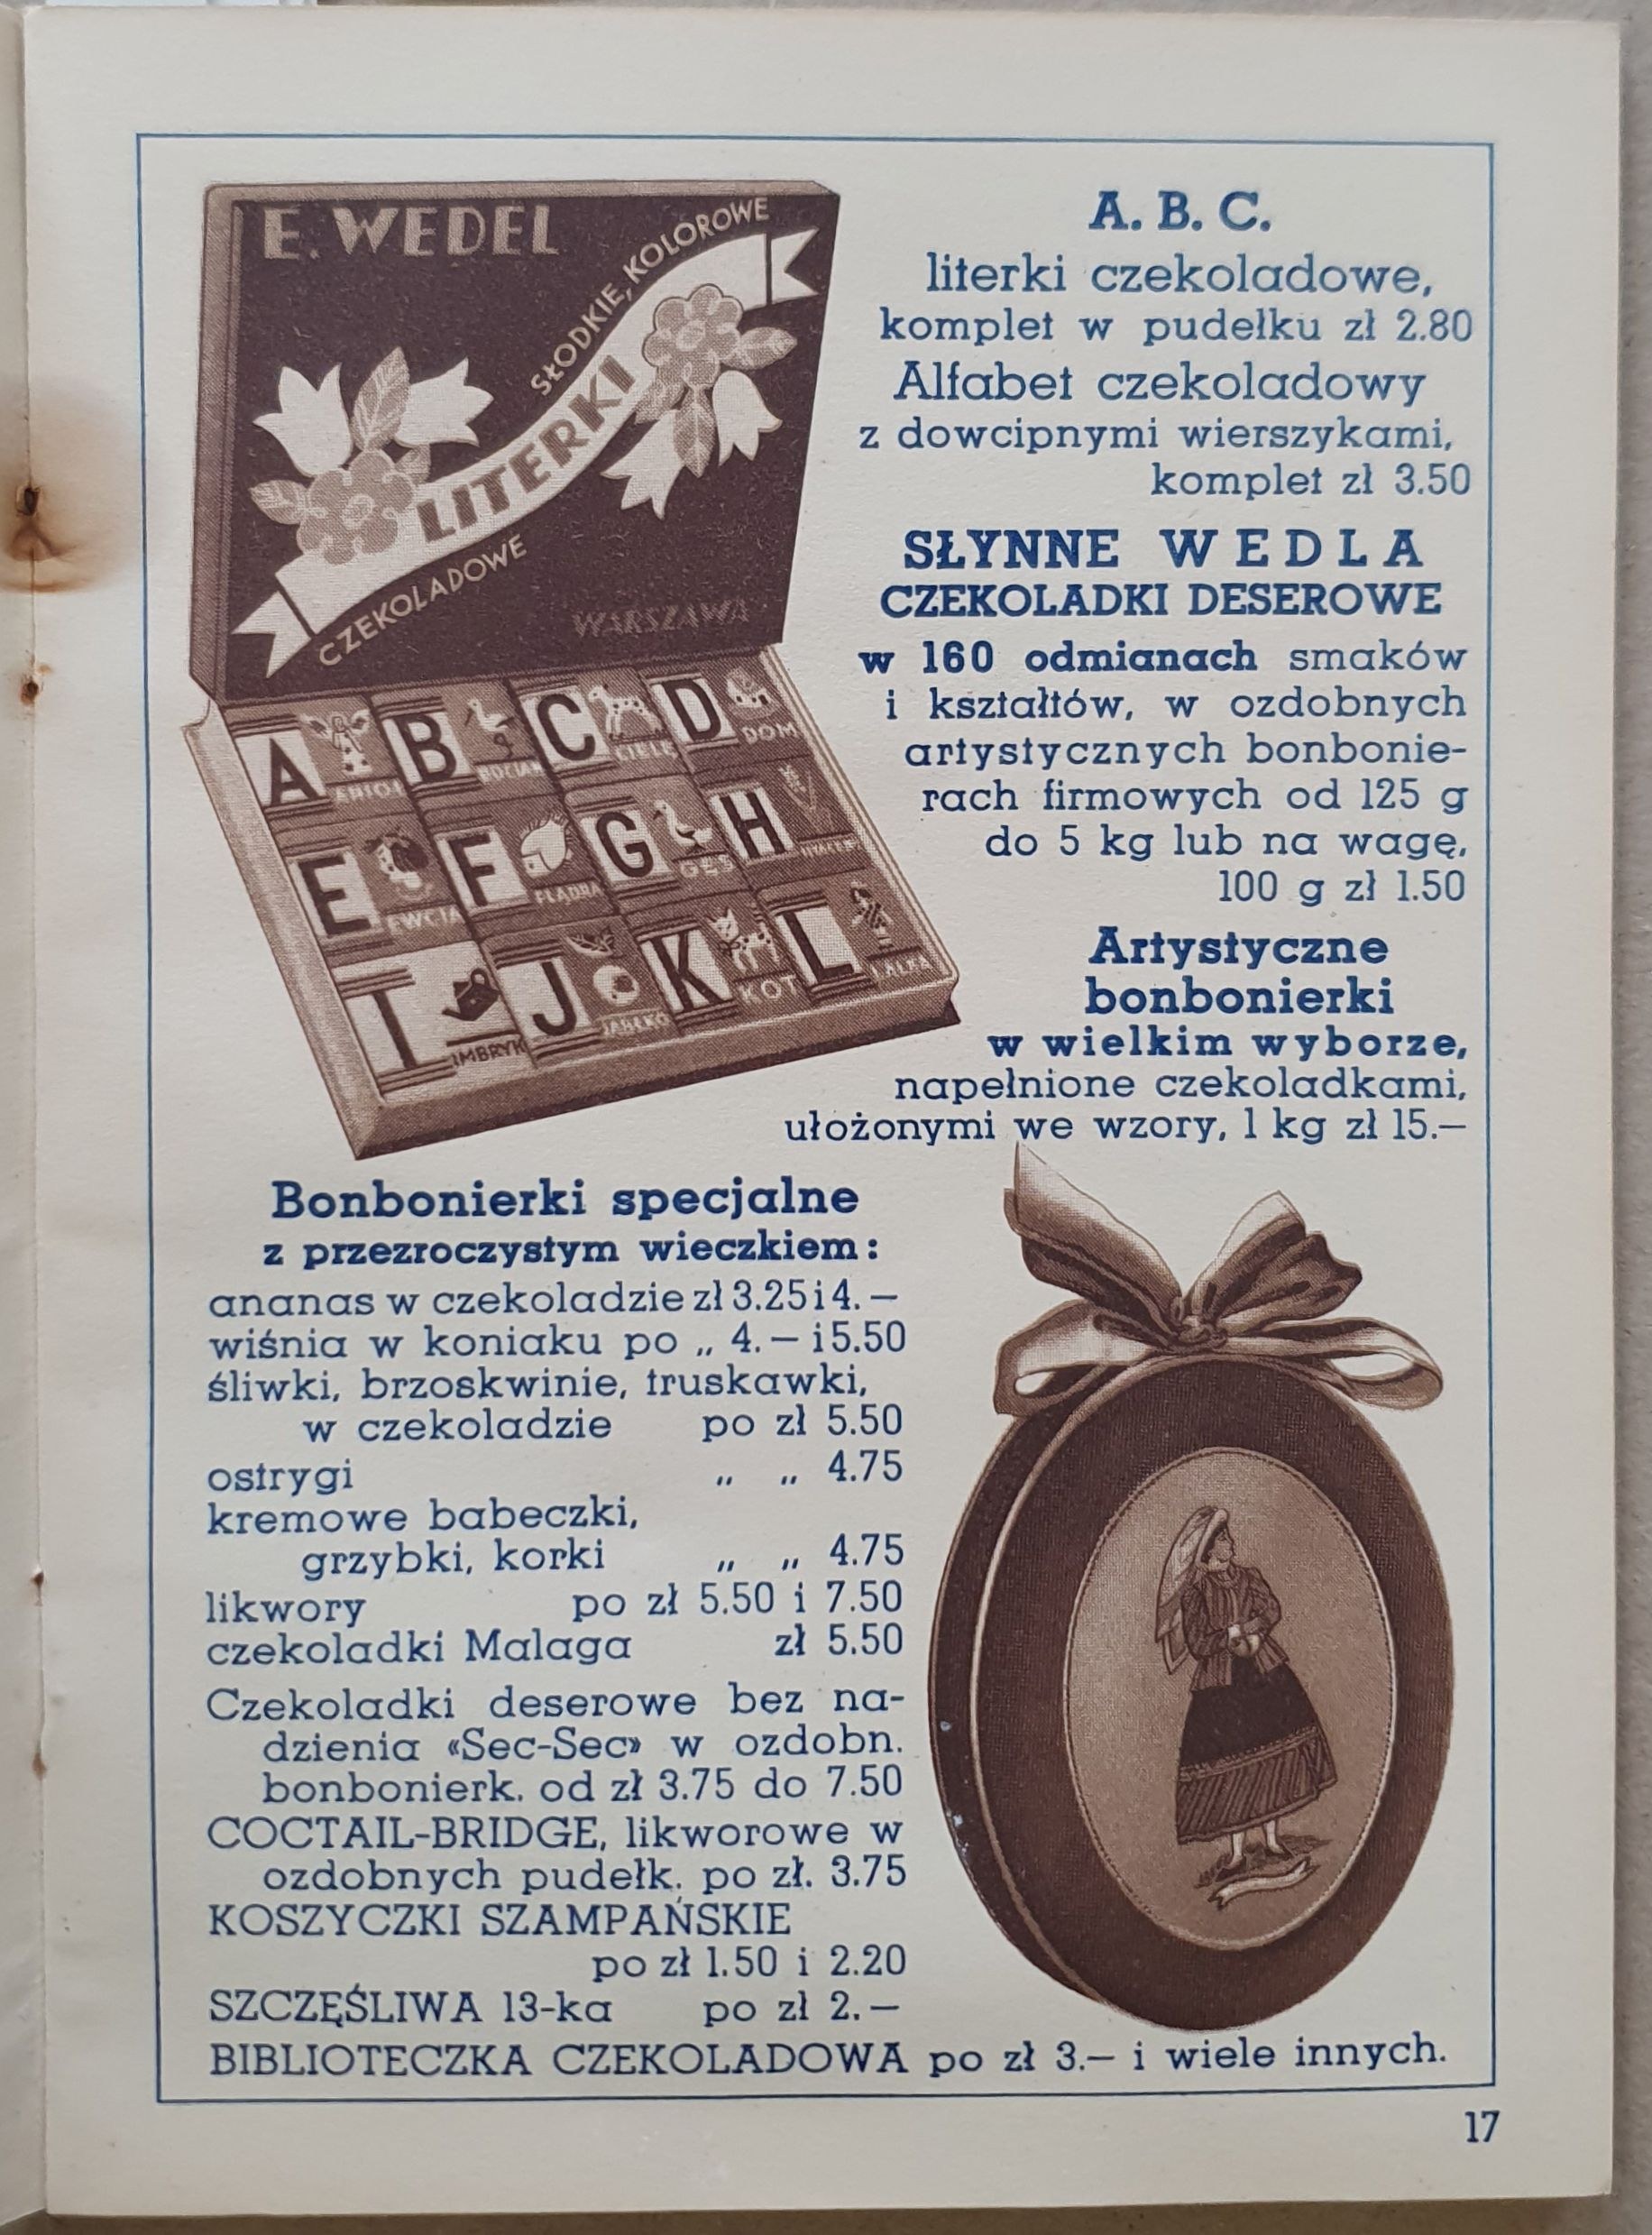 E. WEDEL
SŁODKIE, KOLOROWE
LITERKI
CZEKOLADOWE
WARSZAWA
A ANIOŁ B BOCIAN C CIELĘ D DOM
E EWCIA F FLĄDRA G GĘŚ H
I IMBRYK J JABŁKO K KOT L LALKA
A. B. C.
literki czekoladowe,
komplet w pudełku zł 2.80
Alfabet czekoladowy
z dowcipnymi wierszykami,
komplet zł 3.50
SŁYNNE WEDLA
CZEKOLADKI DESEROWE
w 160 odmianach smaków
i kształtów, w ozdobnych
artystycznych bonbonie-
rach firmowych od 125 g
do 5 kg lub na wagę,
100 g zł 1.50
Artystyczne
bonbonierki
w wielkim wyborze,
napełnione czekoladkami,
ułożonymi we wzory, 1 kg zł 15.—
Bonbonierki specjalne
z przezroczystym wieczkiem:
ananas w czekoladzie zł 3.25 i 4.—
wiśnia w koniaku po „ 4.— i 5.50
śliwki, brzoskwinie, truskawki,
w czekoladzie po zł 5.50
ostrygi „ „ 4.75
kremowe babeczki,
grzybki, korki „ „ 4.75
likwory po zł 5.50 i 7.50
czekoladki Malaga zł 5.50
Czekoladki deserowe bez na-
dzienia «Sec-Sec» w ozdobn.
bonbonierk. od zł 3.75 do 7.50
COCTAIL-BRIDGE, likworowe w
ozdobnych pudełk. po zł. 3.75
KOSZYCZKI SZAMPAŃSKIE
po zł 1.50 i 2.20
SZCZĘŚLIWA 13-ka po zł 2.—
BIBLIOTECZKA CZEKOLADOWA po zł 3.— i wiele innych.
17